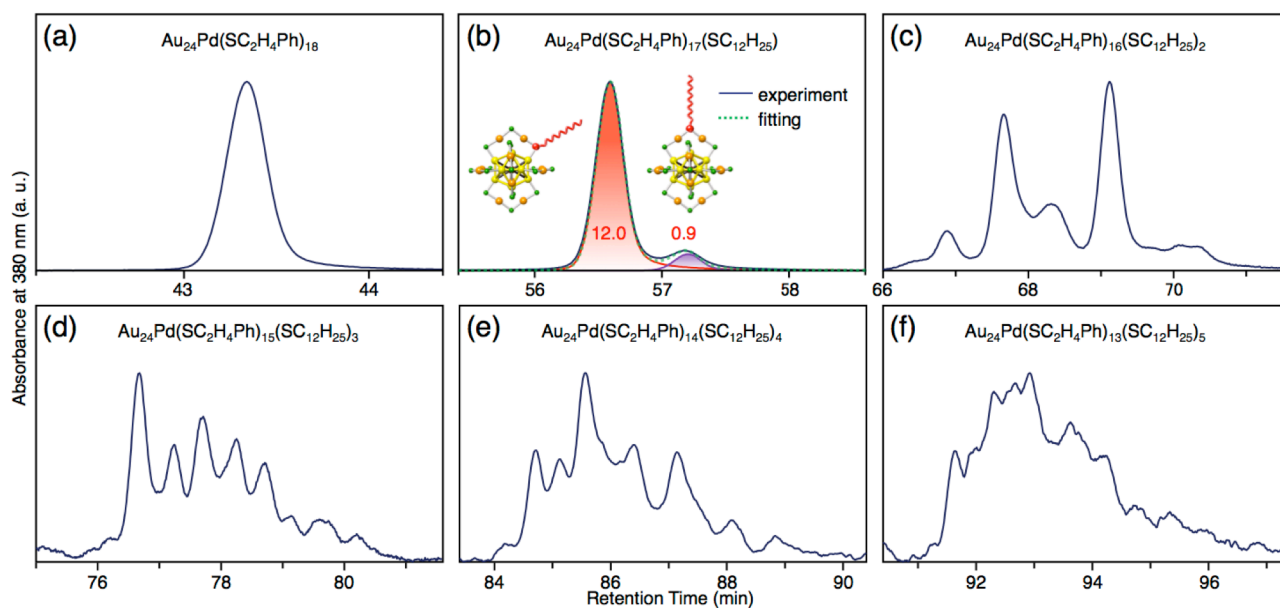 Absorbance at 380 nm (a. u.)
(a)
Au₂₄Pd(SC₂H₄Ph)₁₈
43
44
(b)
Au₂₄Pd(SC₂H₄Ph)₁₇(SC₁₂H₂₅)
experiment
fitting
12.0
0.9
56
57
58
(c)
Au₂₄Pd(SC₂H₄Ph)₁₆(SC₁₂H₂₅)₂
66
68
70
(d)
Au₂₄Pd(SC₂H₄Ph)₁₅(SC₁₂H₂₅)₃
76
78
80
(e)
Au₂₄Pd(SC₂H₄Ph)₁₄(SC₁₂H₂₅)₄
84
86
88
90
(f)
Au₂₄Pd(SC₂H₄Ph)₁₃(SC₁₂H₂₅)₅
92
94
96
Retention Time (min)